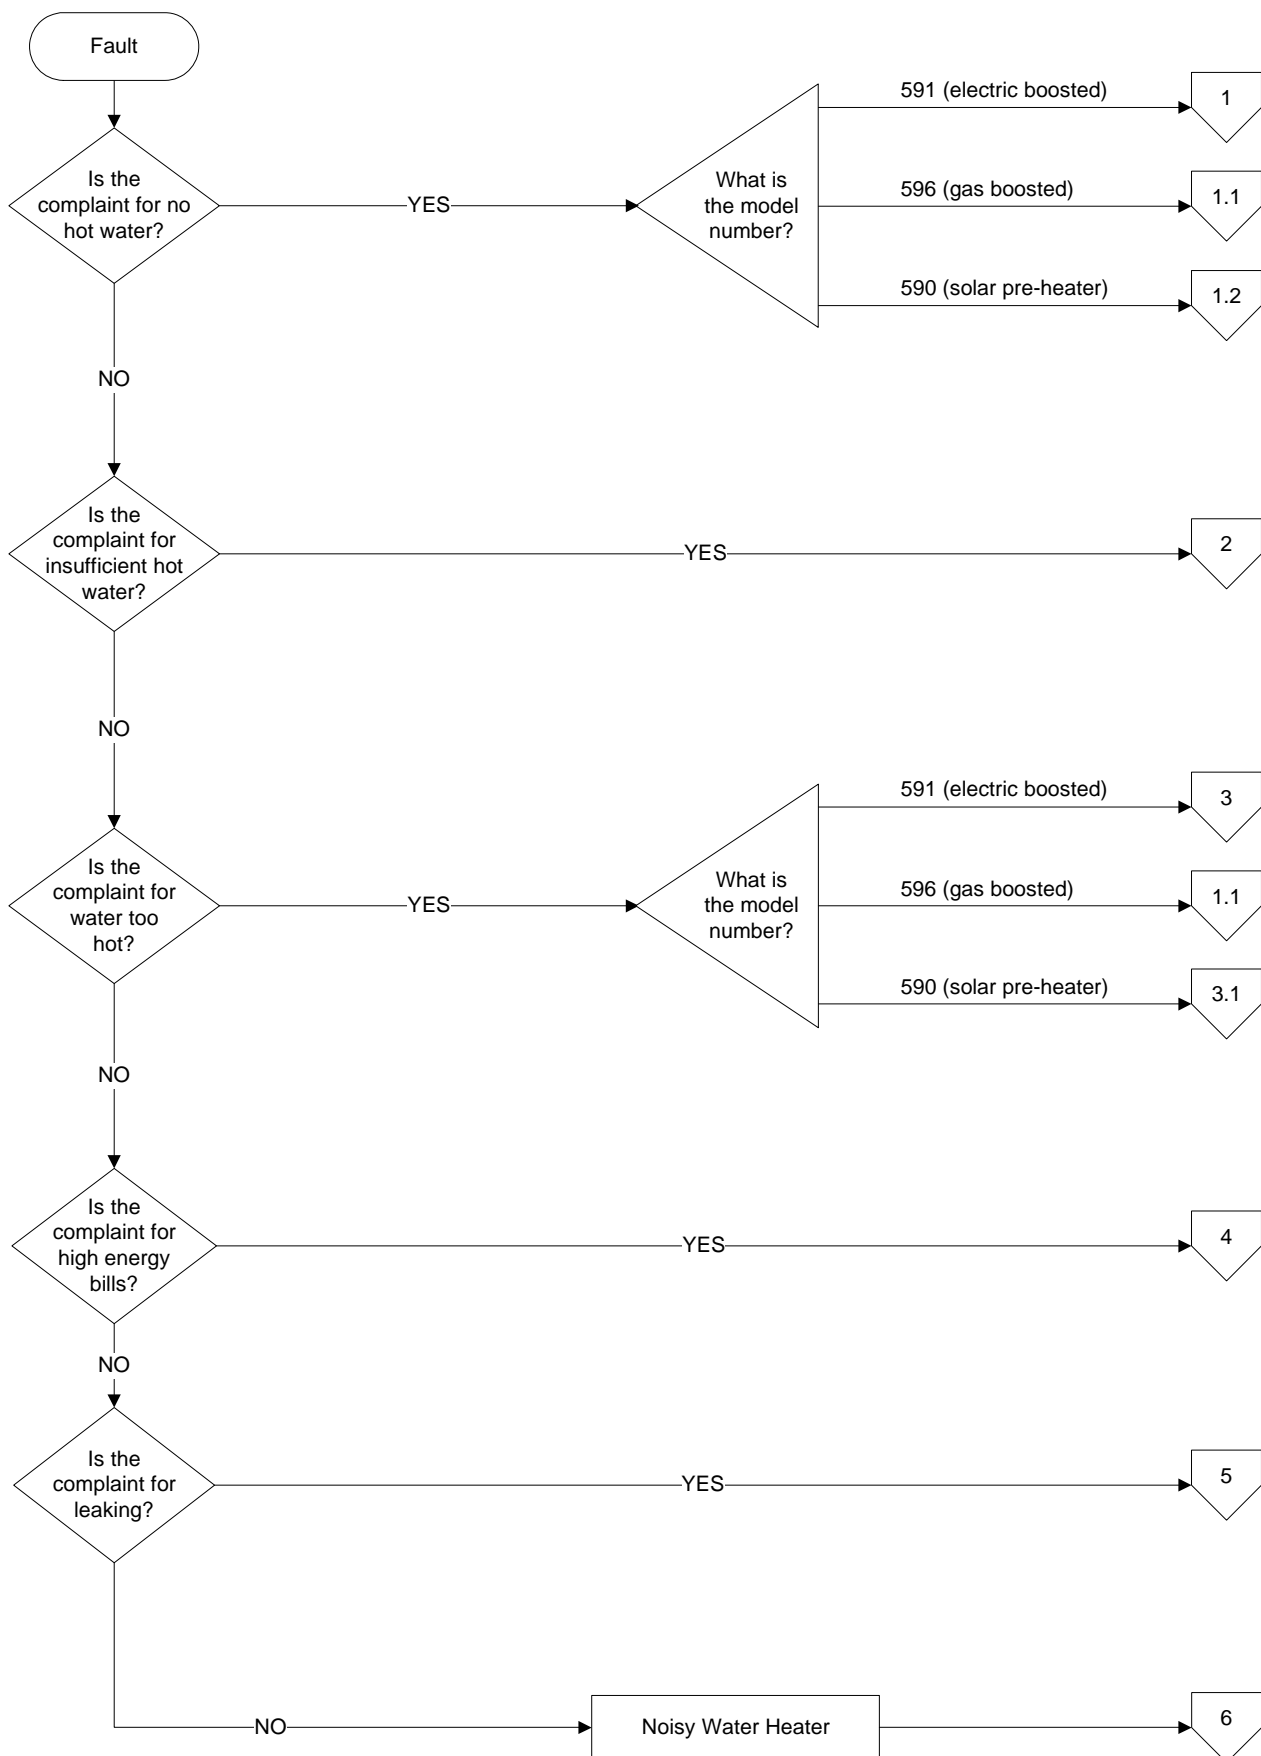 Fault
Is the
complaint for no
hot water?
YES
What is
the model
number?
591 (electric boosted)
1
596 (gas boosted)
1.1
590 (solar pre-heater)
1.2
NO
Is the
complaint for
insufficient hot
water?
YES
2
NO
Is the
complaint for
water too
hot?
YES
What is
the model
number?
591 (electric boosted)
3
596 (gas boosted)
1.1
590 (solar pre-heater)
3.1
NO
Is the
complaint for
high energy
bills?
YES
4
NO
Is the
complaint for
leaking?
YES
5
NO
Noisy Water Heater
6